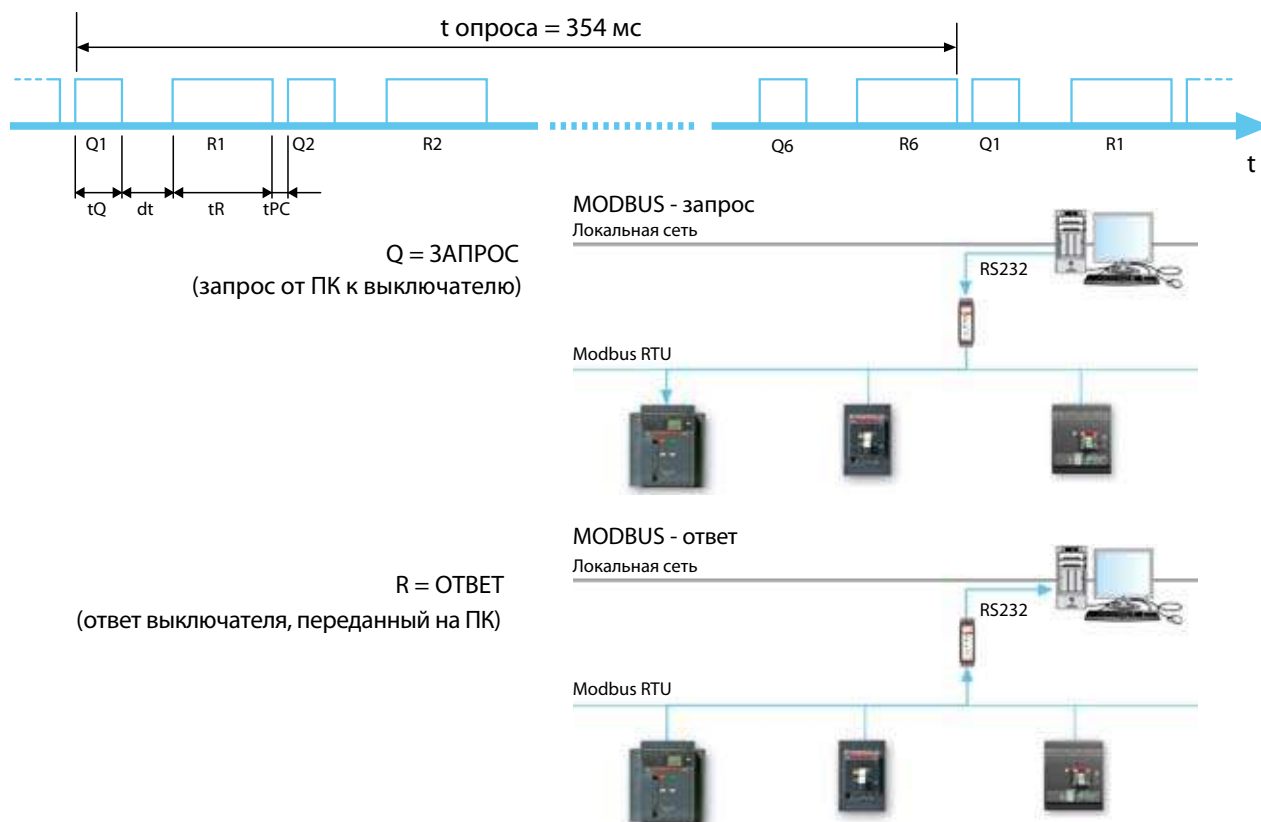 t опроса = 354 мс
Q1 R1 Q2 R2 Q6 R6 Q1 R1
t
tQ dt tR tPC
MODBUS - запрос
Локальная сеть
Q = ЗАПРОС
(запрос от ПК к выключателю)
RS232
Modbus RTU
MODBUS - ответ
Локальная сеть
R = ОТВЕТ
(ответ выключателя, переданный на ПК)
RS232
Modbus RTU